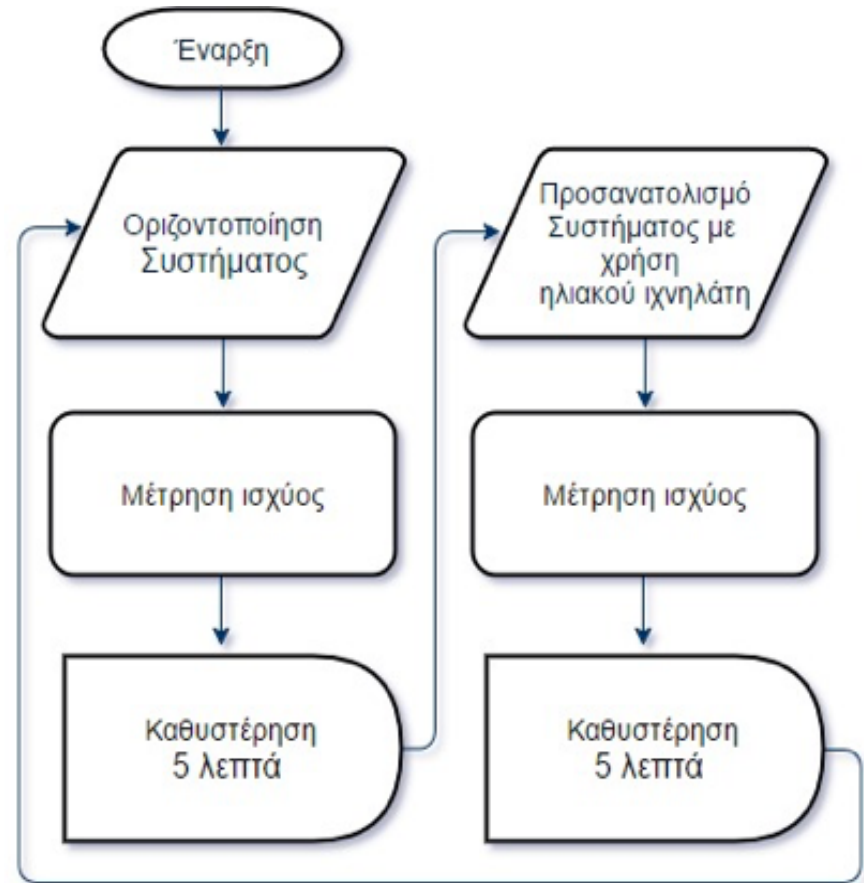 Έναρξη
Οριζοντοποίηση
Συστήματος
Μέτρηση ισχύος
Καθυστέρηση
5 λεπτά
Προσανατολισμό
Συστήματος με
χρήση
ηλιακού ιχνηλάτη
Μέτρηση ισχύος
Καθυστέρηση
5 λεπτά